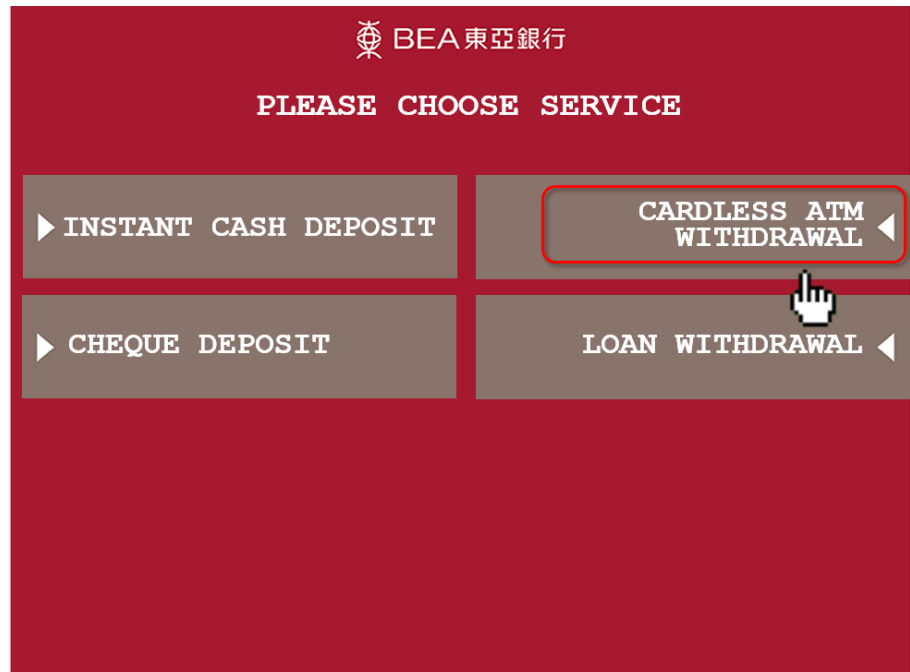 BEA東亞銀行
PLEASE CHOOSE SERVICE
INSTANT CASH DEPOSIT
CARDLESS ATM
WITHDRAWAL
CHEQUE DEPOSIT
LOAN WITHDRAWAL